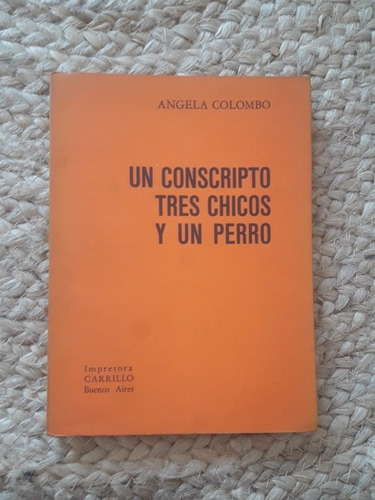 ANGELA COLOMBO
UN CONSCRIPTO
TRES CHICOS
Y UN PERRO
Impresora
CARRILLO
Buenos Aires